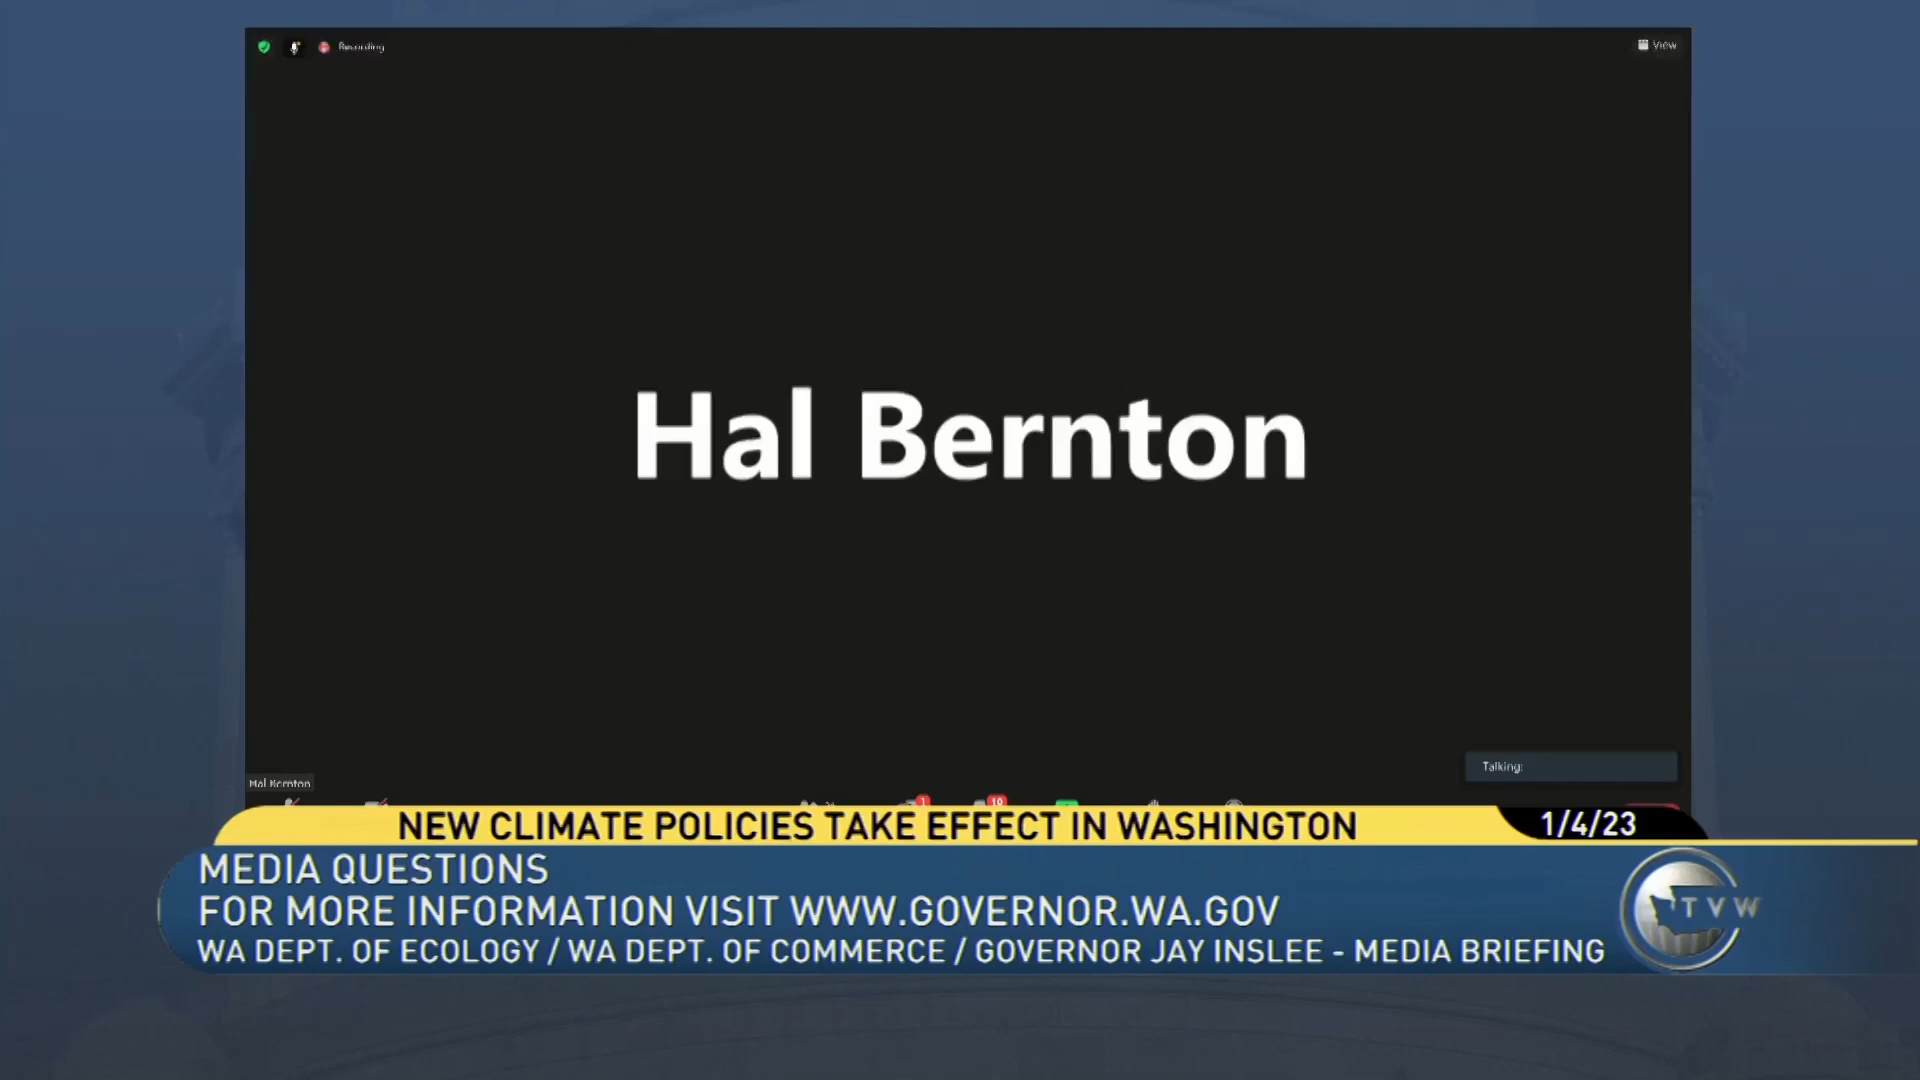 Recording
View
Hal Bernton
Talking:
Hal Bernton
1
10
NEW CLIMATE POLICIES TAKE EFFECT IN WASHINGTON
1/4/23
MEDIA QUESTIONS
FOR MORE INFORMATION VISIT WWW.GOVERNOR.WA.GOV
WA DEPT. OF ECOLOGY / WA DEPT. OF COMMERCE / GOVERNOR JAY INSLEE - MEDIA BRIEFING
TVW